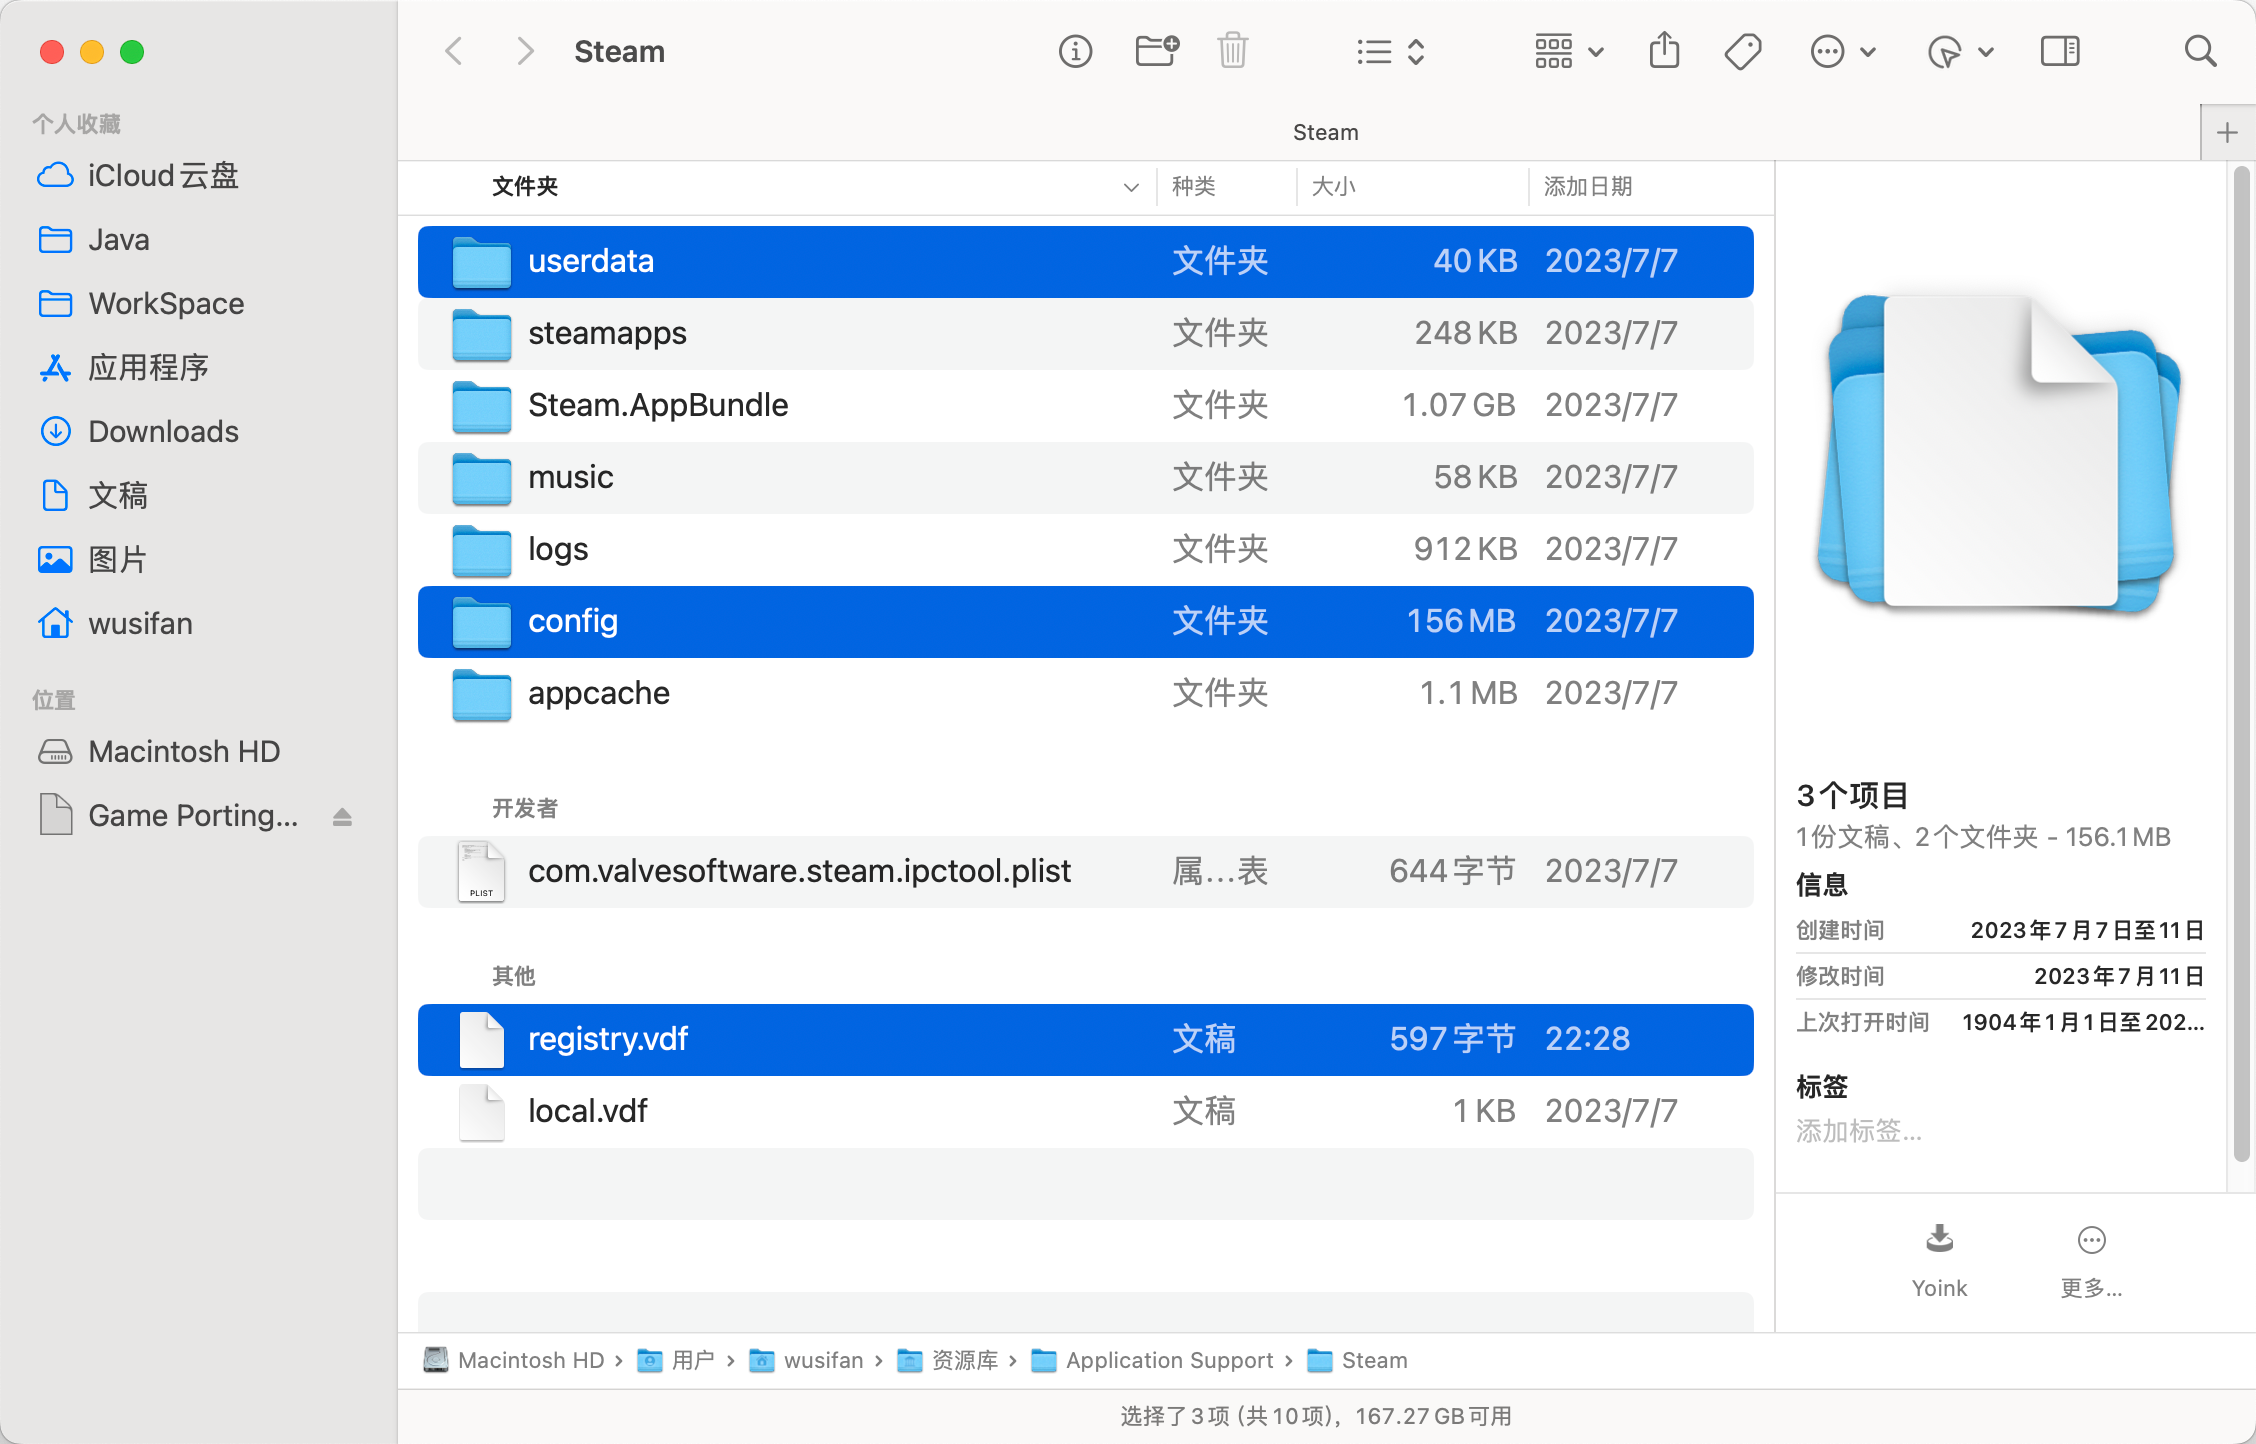 Steam
Steam
个人收藏
iCloud云盘
Java
WorkSpace
应用程序
Downloads
文稿
图片
wusifan
位置
Macintosh HD
Game Porting...
文件夹 种类 大小 添加日期
userdata 文件夹 40 KB 2023/7/7
steamapps 文件夹 248 KB 2023/7/7
Steam.AppBundle 文件夹 1.07 GB 2023/7/7
music 文件夹 58 KB 2023/7/7
logs 文件夹 912 KB 2023/7/7
config 文件夹 156 MB 2023/7/7
appcache 文件夹 1.1 MB 2023/7/7
开发者
PLIST
com.valvesoftware.steam.ipctool.plist 属...表 644 字节 2023/7/7
其他
registry.vdf 文稿 597 字节 22:28
local.vdf 文稿 1 KB 2023/7/7
3个项目
1份文稿、2个文件夹 - 156.1 MB
信息
创建时间 2023年7月7日至11日
修改时间 2023年7月11日
上次打开时间 1904年1月1日至202...
标签
添加标签...
Yoink 更多...
Macintosh HD › 用户 › wusifan › 资源库 › Application Support › Steam
选择了3项 (共10项)，167.27 GB可用